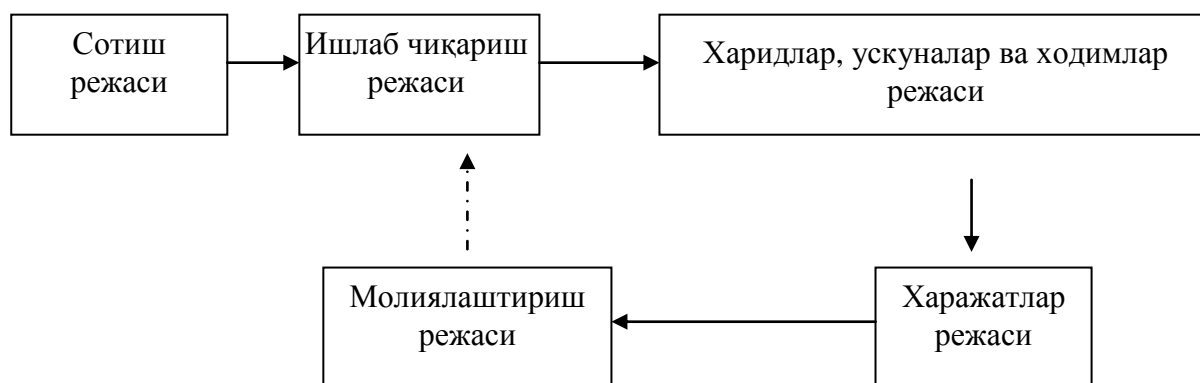 Сотиш
режаси
Ишлаб чиқариш
режаси
Харидлар, ускуналар ва ходимлар
режаси
Молиялаштириш
режаси
Харажатлар
режаси